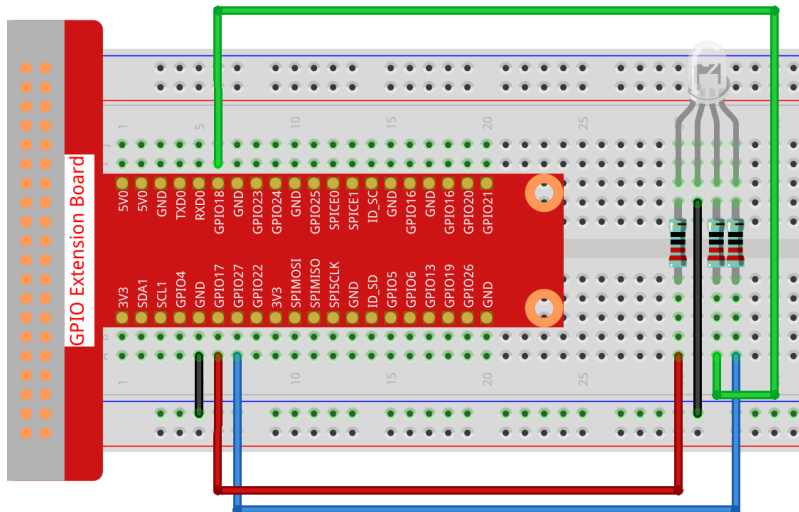 GPIO Extension Board
1 5 10 15 20 25
J
I
5V0 5V0 GND TXD0 RXD0 GPIO18 GND GPIO23 GPIO24 GND GPIO25 SPICE0 SPICE1 ID_SC GND GPIO16 GND GPIO16 GPIO20 GPIO21
3V3 SDA1 SCL1 GPIO4 GND GPIO17 GPIO27 GPIO22 3V3 SPIMOSI SPIMISO SPISCLK GND ID_SD GPIO5 GPIO6 GPIO13 GPIO19 GPIO26 GND
B
A
1 10 15 20 25